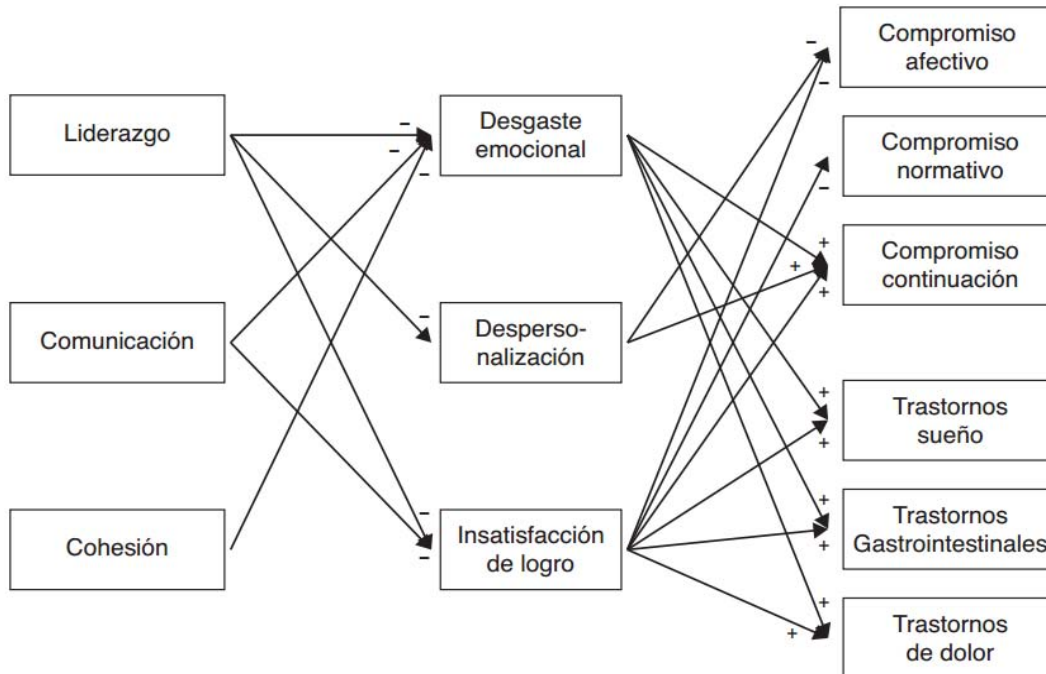 Liderazgo
Comunicación
Cohesión
Desgaste
emocional
Desperso-
nalización
Insatisfacción
de logro
Compromiso
afectivo
Compromiso
normativo
Compromiso
continuación
Trastornos
sueño
Trastornos
Gastrointestinales
Trastornos
de dolor
–
–
–
–
–
–
–
–
–
+
+
+
+
+
+
+
+
+